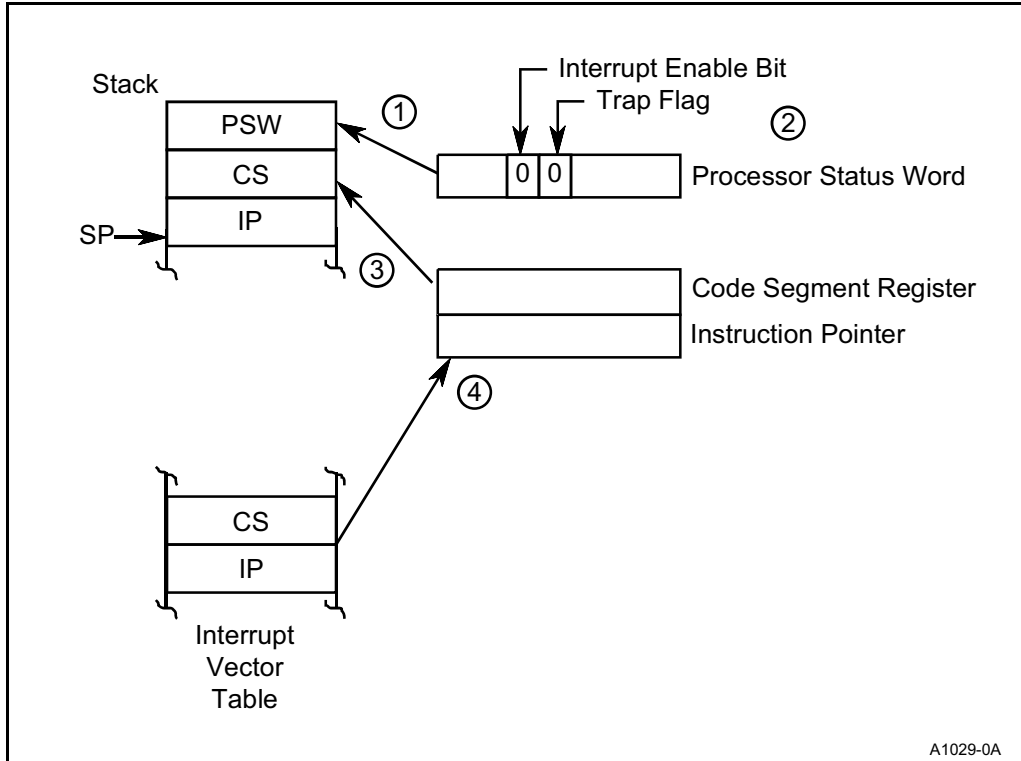 Interrupt Enable Bit
Trap Flag
Stack
①
②
PSW
0 0
Processor Status Word
CS
IP
SP
③
Code Segment Register
Instruction Pointer
④
CS
IP
Interrupt
Vector
Table
A1029-0A